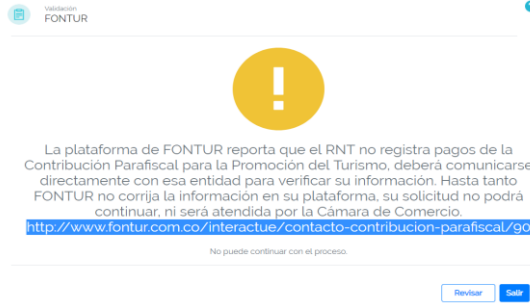 Validación
FONTUR
!
La plataforma de FONTUR reporta que el RNT no registra pagos de la
Contribución Parafiscal para la Promoción del Turismo, deberá comunicarse
directamente con esa entidad para verificar su información. Hasta tanto
FONTUR no corrija la información en su plataforma, su solicitud no podrá
continuar, ni será atendida por la Cámara de Comercio.
http://www.fontur.com.co/interactue/contacto-contribucion-parafiscal/90
No puede continuar con el proceso.
Revisar Salir